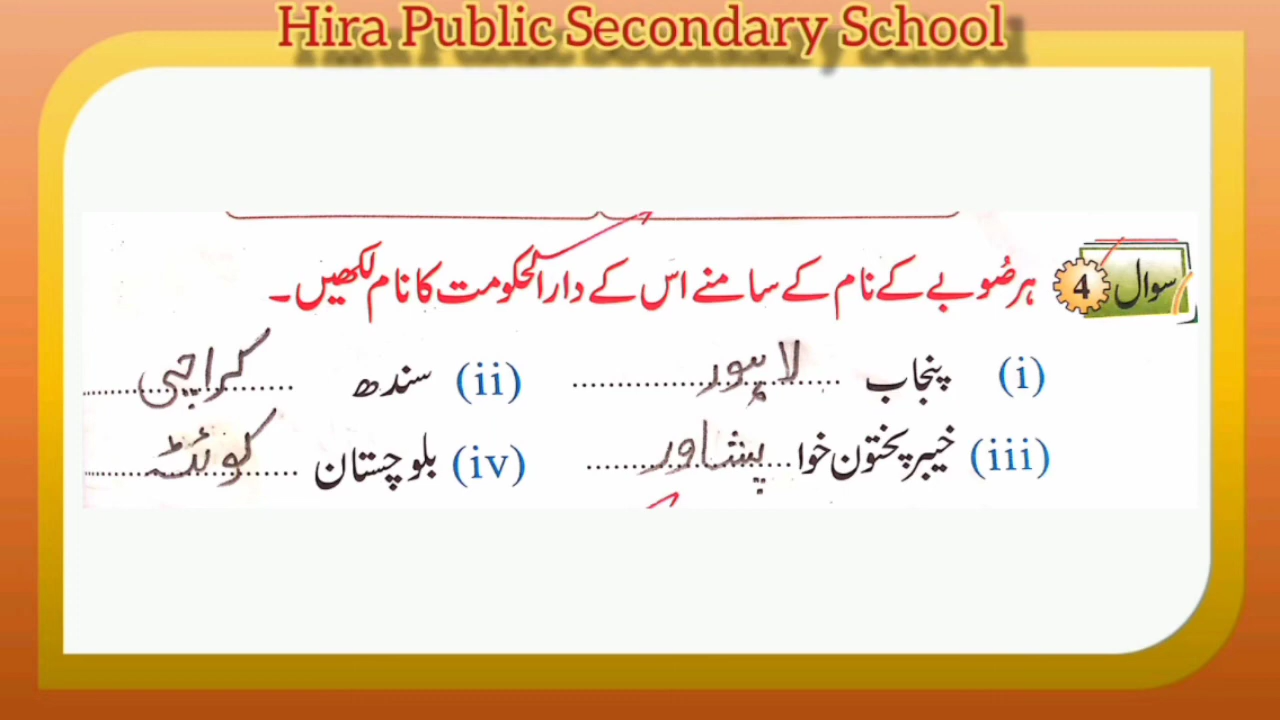 Hira Public Secondary School
سوال 4 ہر صُوبے کے نام کے سامنے اس کے دارالحکومت کا نام لکھیں۔
(i) پنجاب لاہور (ii) سندھ کراچی
(iii) خیبر پختون خوا پشاور (iv) بلوچستان کوئٹہ